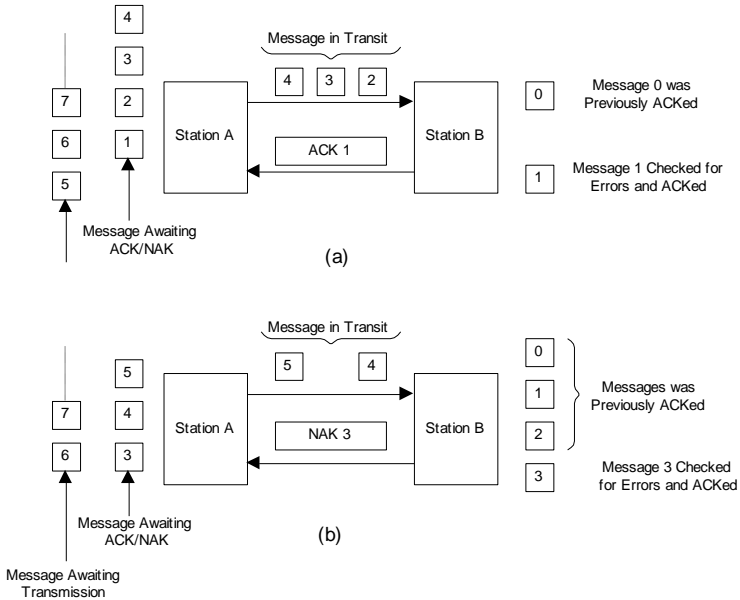 4
3
2
1
7
6
5
Message in Transit
4 3 2
Station A
ACK 1
Station B
0
Message 0 was
Previously ACKed
1
Message 1 Checked for
Errors and ACKed
Message Awaiting
ACK/NAK
(a)
Message in Transit
5 4
5
4
3
7
6
Station A
NAK 3
Station B
0
1
2
3
Messages was
Previously ACKed
Message 3 Checked
for Errors and ACKed
Message Awaiting
ACK/NAK
(b)
Message Awaiting
Transmission